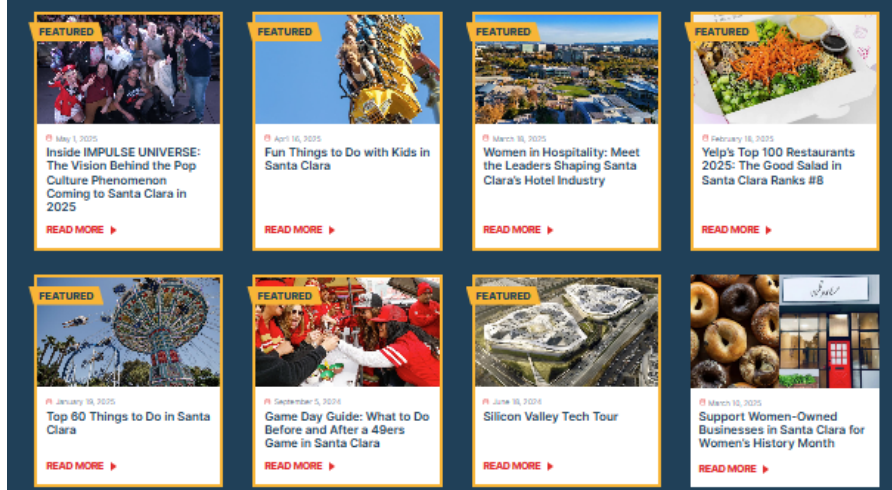 FEATURED
May 1, 2025
Inside IMPULSE UNIVERSE:
The Vision Behind the Pop
Culture Phenomenon
Coming to Santa Clara in
2025
READ MORE
FEATURED
April 16, 2025
Fun Things to Do with Kids in
Santa Clara
READ MORE
FEATURED
March 18, 2025
Women in Hospitality: Meet
the Leaders Shaping Santa
Clara's Hotel Industry
READ MORE
FEATURED
February 18, 2025
Yelp's Top 100 Restaurants
2025: The Good Salad in
Santa Clara Ranks #8
READ MORE
FEATURED
January 19, 2025
Top 60 Things to Do in Santa
Clara
READ MORE
FEATURED
September 5, 2024
Game Day Guide: What to Do
Before and After a 49ers
Game in Santa Clara
READ MORE
FEATURED
June 18, 2024
Silicon Valley Tech Tour
READ MORE
March 10, 2025
Support Women-Owned
Businesses in Santa Clara for
Women's History Month
READ MORE